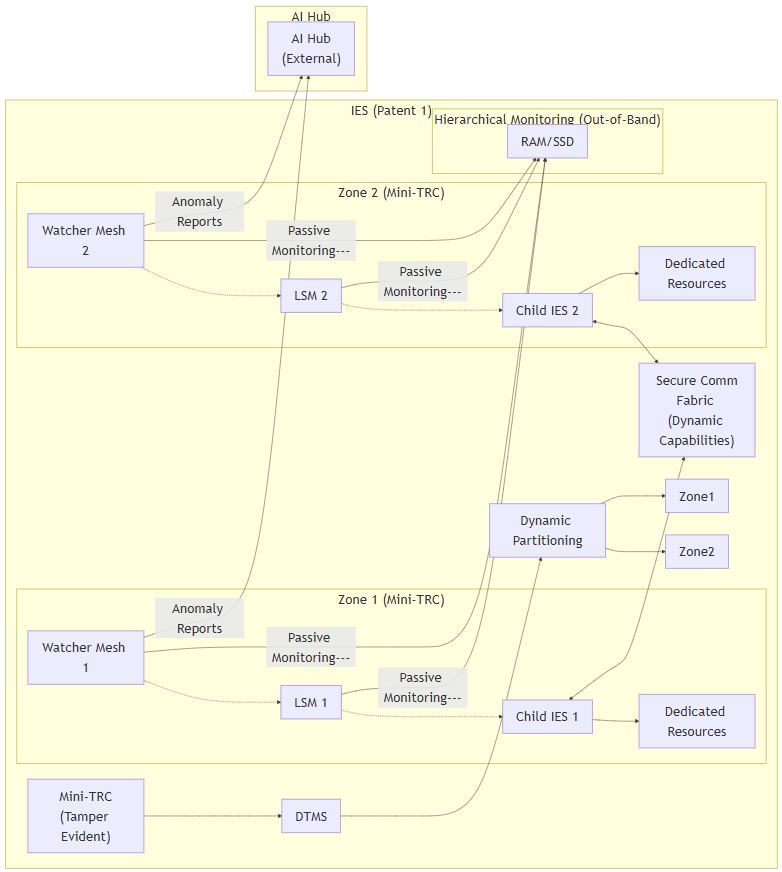 AI Hub
AI Hub
(External)
IES (Patent 1)
Hierarchical Monitoring (Out-of-Band)
RAM/SSD
Zone 2 (Mini-TRC)
Anomaly
Reports
Watcher Mesh
2
Passive
Monitoring---
Passive
Monitoring---
LSM 2
Child IES 2
Dedicated
Resources
Secure Comm
Fabric
(Dynamic
Capabilities)
Dynamic
Partitioning
Zone1
Zone2
Zone 1 (Mini-TRC)
Anomaly
Reports
Watcher Mesh
1
Passive
Monitoring---
Passive
Monitoring---
LSM 1
Child IES 1
Dedicated
Resources
Mini-TRC
(Tamper
Evident)
DTMS